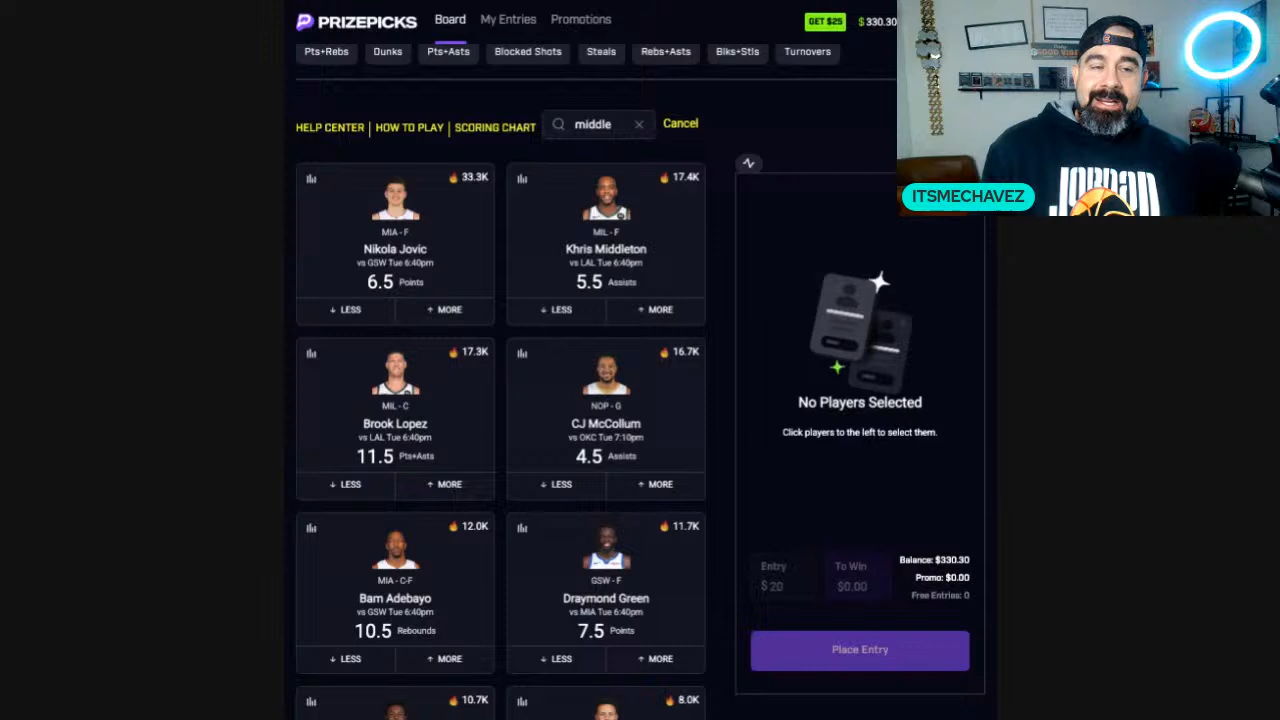 PRIZEPICKS Board My Entries Promotions GET $25 $ 330.30
Pts+Rebs Dunks Pts+Asts Blocked Shots Steals Rebs+Asts Blks+Stls Turnovers
HELP CENTER | HOW TO PLAY | SCORING CHART middle Cancel
33.3K
MIA - F
Nikola Jovic
vs GSW Tue 6:40pm
6.5 Points
LESS MORE
17.4K
MIL - F
Khris Middleton
vs LAL Tue 6:40pm
5.5 Assists
LESS MORE
17.3K
MIL - C
Brook Lopez
vs LAL Tue 6:40pm
11.5 Pts+Asts
LESS MORE
16.7K
NOP - G
CJ McCollum
vs OKC Tue 7:10pm
4.5 Assists
LESS MORE
12.0K
MIA - C-F
Bam Adebayo
vs GSW Tue 6:40pm
10.5 Rebounds
LESS MORE
11.7K
GSW - F
Draymond Green
vs MIA Tue 6:40pm
7.5 Points
LESS MORE
10.7K
8.0K
No Players Selected
Click players to the left to select them.
Entry
$ 20
To Win
$0.00
Balance: $330.30
Promo: $0.00
Free Entries: 0
Place Entry
JORDAN
ITSMECHAVEZ